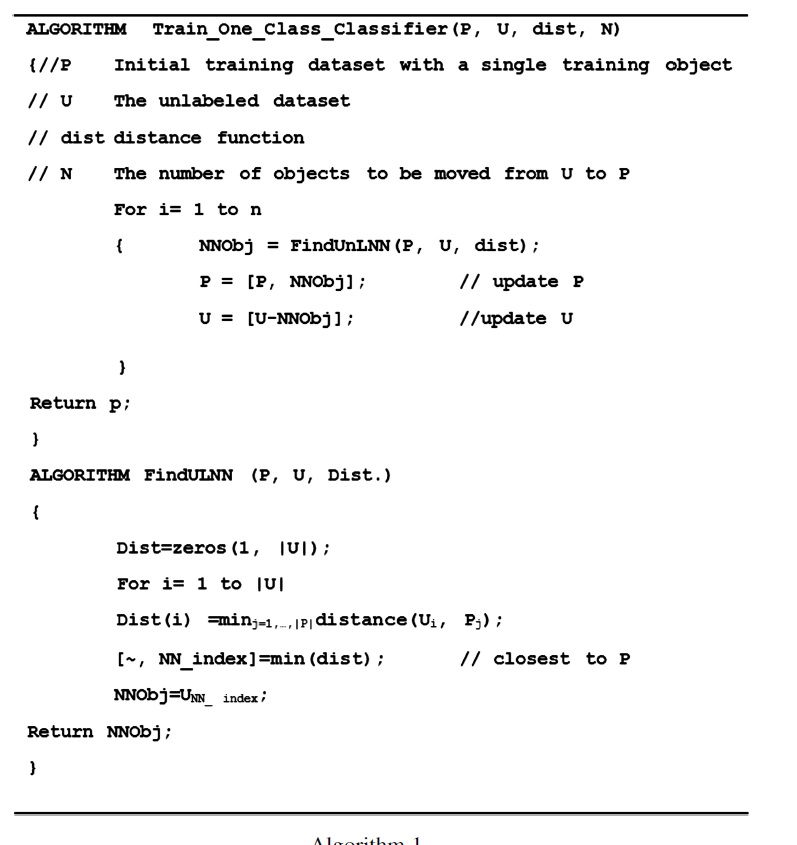 ALGORITHM Train_One_Class_Classifier(P, U, dist, N)
{//P Initial training dataset with a single training object
// U The unlabeled dataset
// dist distance function
// N The number of objects to be moved from U to P
For i= 1 to n
{ NNObj = FindUnLNN(P, U, dist);
P = [P, NNObj]; // update P
U = [U-NNObj]; //update U
}
Return p;
}
ALGORITHM FindULNN (P, U, Dist.)
{
Dist=zeros(1, |U|);
For i= 1 to |U|
Dist(i) =min_{j=1,…,|P|}distance(U_i, P_j);
[~, NN_index]=min(dist); // closest to P
NNObj=U_{NN_ index};
Return NNObj;
}
Algorithm 1